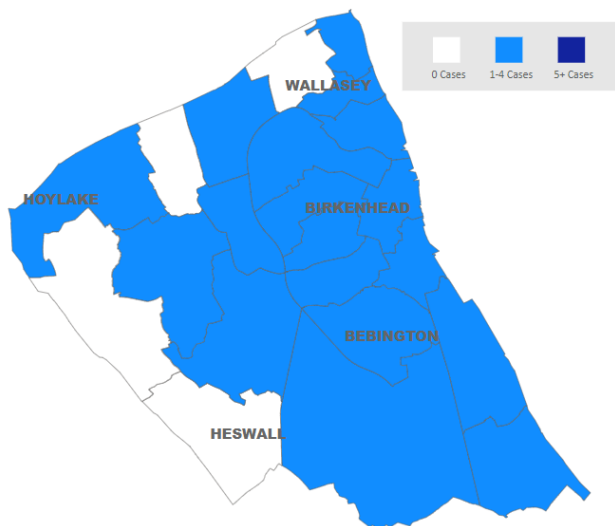 0 Cases
1-4 Cases
5+ Cases
WALLASEY
HOYLAKE
BIRKENHEAD
BEBINGTON
HESWALL